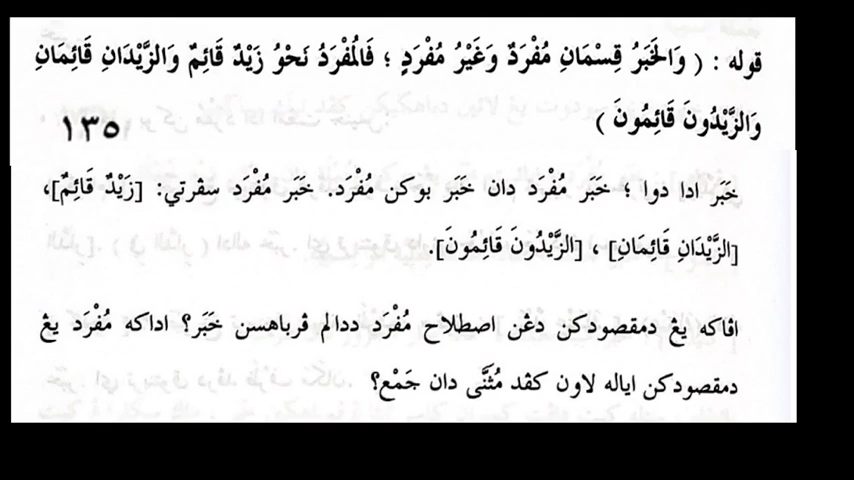 قوله : ( وَالخَبَرُ قِسْمَانِ مُفْرَدٌ وَغَيْرُ مُفْرَدٍ ؛ فَالمُفْرَدُ نَحْوُ زَيْدٌ قَائِمٌ وَالزَّيْدَانِ قَائِمَانِ
وَالزَّيْدُونَ قَائِمُونَ )
١٣٥
خَبَر ادا دوا ؛ خَبَر مُفْرَد دان خَبَر بوكن مُفْرَد. خَبَر مُفْرَد سڤرتي: [زَيْدٌ قَائِمٌ]،
[الزَّيْدَانِ قَائِمَانِ] ، [الزَّيْدُونَ قَائِمُونَ].
اڤاكه يڠ دمقصودكن دڠن اصطلاح مُفْرَد ددالم ڤرباهسن خَبَر؟ اداكه مُفْرَد يڠ
دمقصودكن اياله لاون كڤد مُثَنَّى دان جَمْع؟